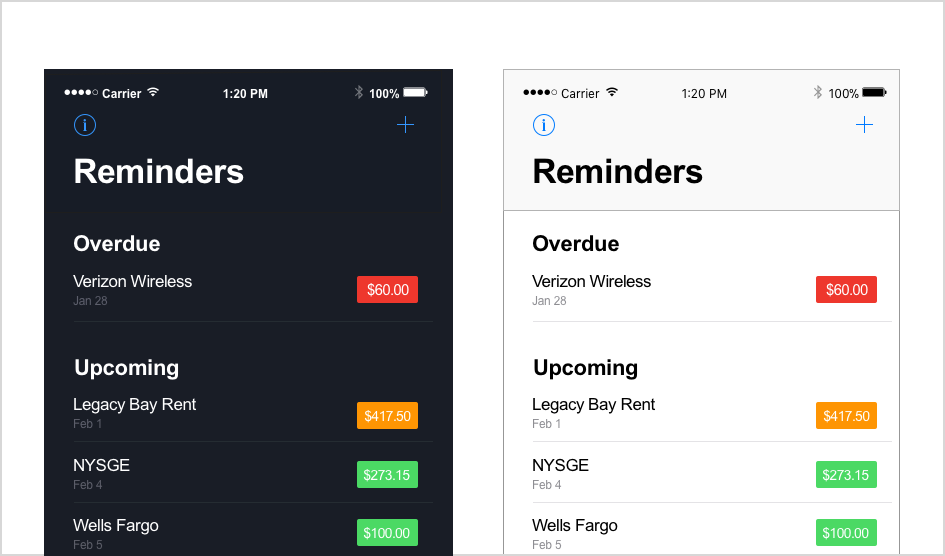 Carrier 1:20 PM 100%
i +
Reminders
Overdue
Verizon Wireless $60.00
Jan 28
Upcoming
Legacy Bay Rent $417.50
Feb 1
NYSGE $273.15
Feb 4
Wells Fargo $100.00
Feb 5
Carrier 1:20 PM 100%
i +
Reminders
Overdue
Verizon Wireless $60.00
Jan 28
Upcoming
Legacy Bay Rent $417.50
Feb 1
NYSGE $273.15
Feb 4
Wells Fargo $100.00
Feb 5